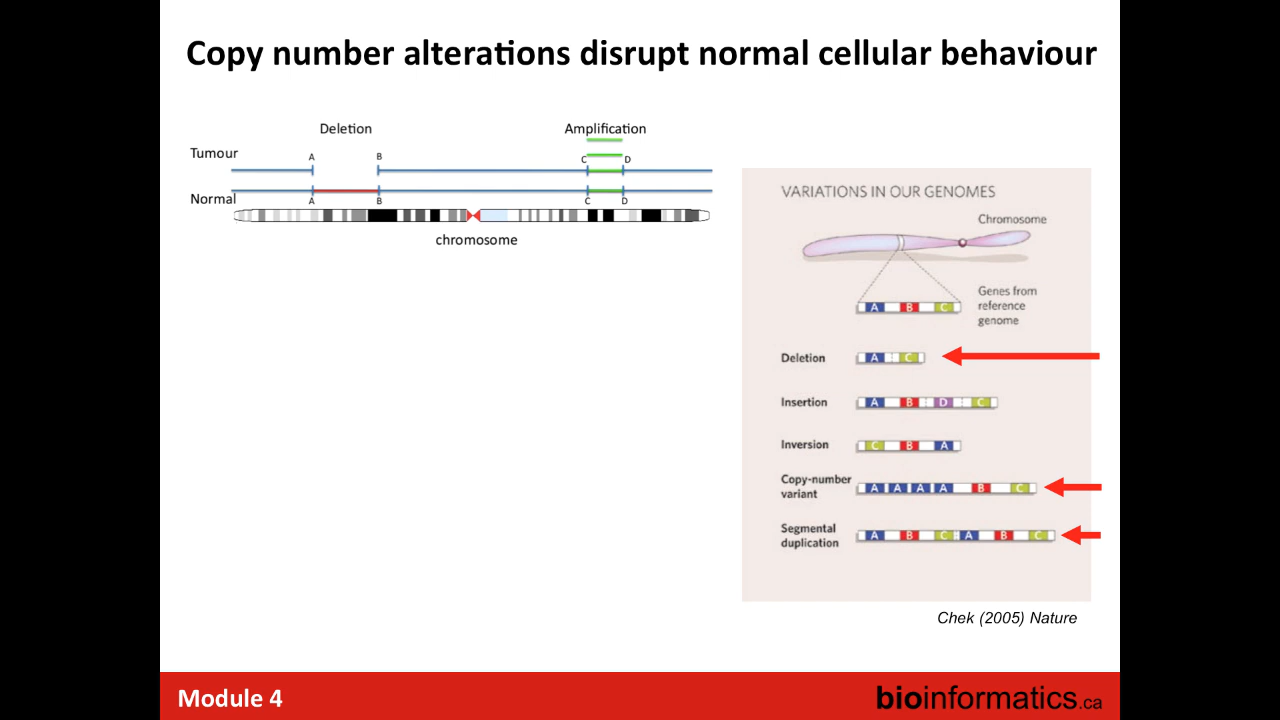 Copy number alterations disrupt normal cellular behaviour
Deletion Amplification
Tumour A B C D
Normal A B C D
chromosome
VARIATIONS IN OUR GENOMES
Chromosome
A B C
Genes from
reference
genome
Deletion A C
Insertion A B D C
Inversion C B A
Copy-number
variant A A A A B C
Segmental
duplication A B C A B C
Chek (2005) Nature
Module 4
bioinformatics.ca